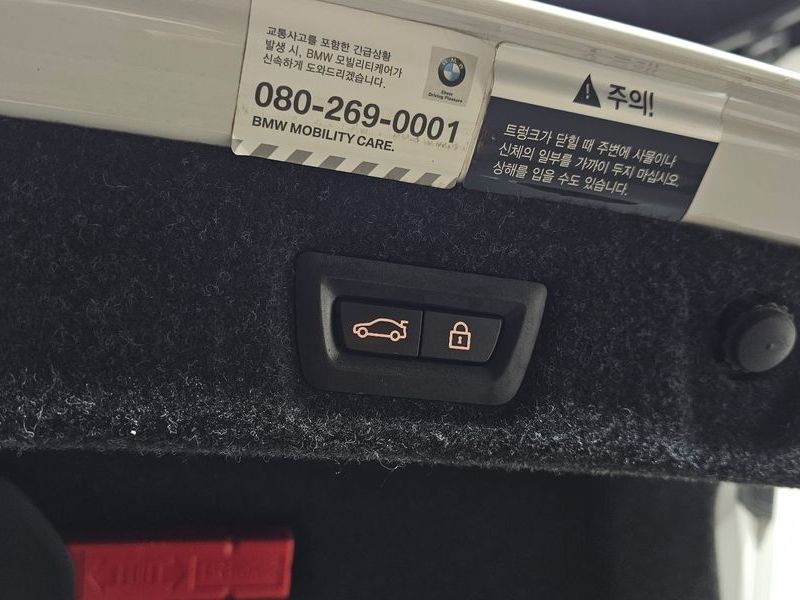 교통사고를 포함한 긴급상황
발생 시, BMW 모빌리티케어가
신속하게 도와드리겠습니다.
Sheer
Driving Pleasure
080-269-0001
BMW MOBILITY CARE.
주의!
트렁크가 닫힐 때 주변에 사물이나
신체의 일부를 가까이 두지 마십시오.
상해를 입을 수도 있습니다.